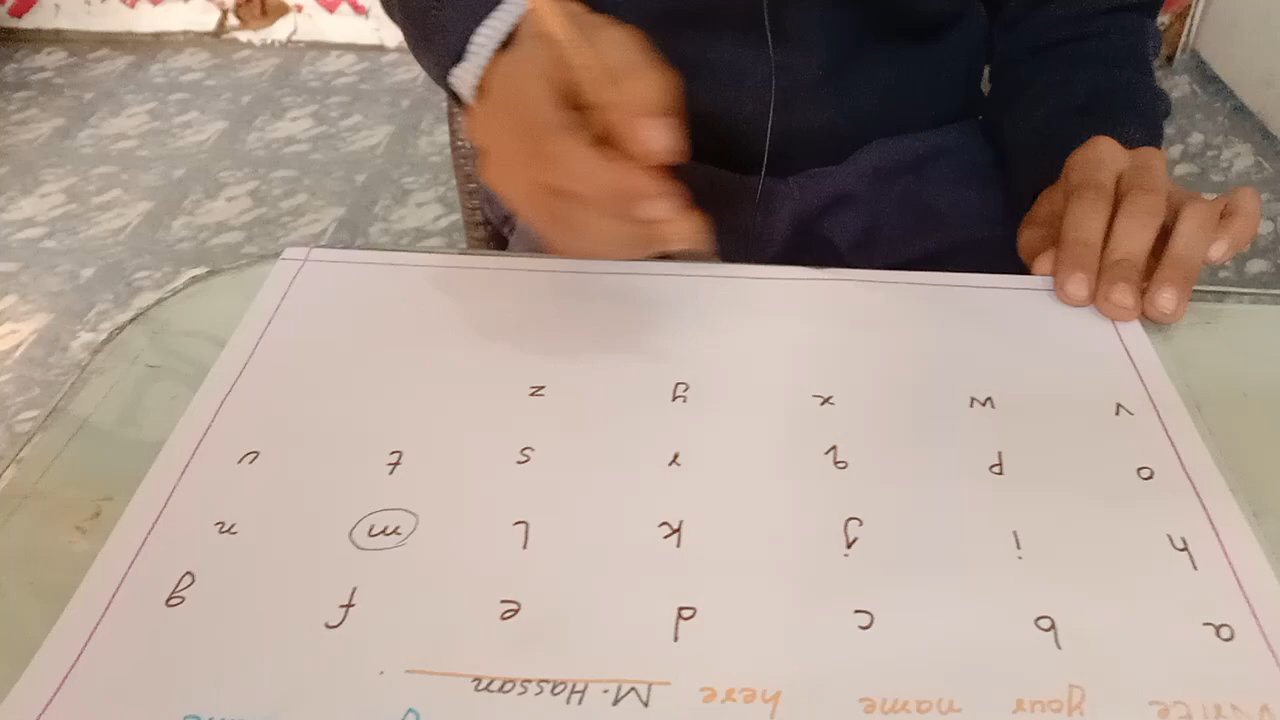 write your name here M. Hassan.
a b c d e f g
h i j k l m n
o p q r s t u
v w x y z